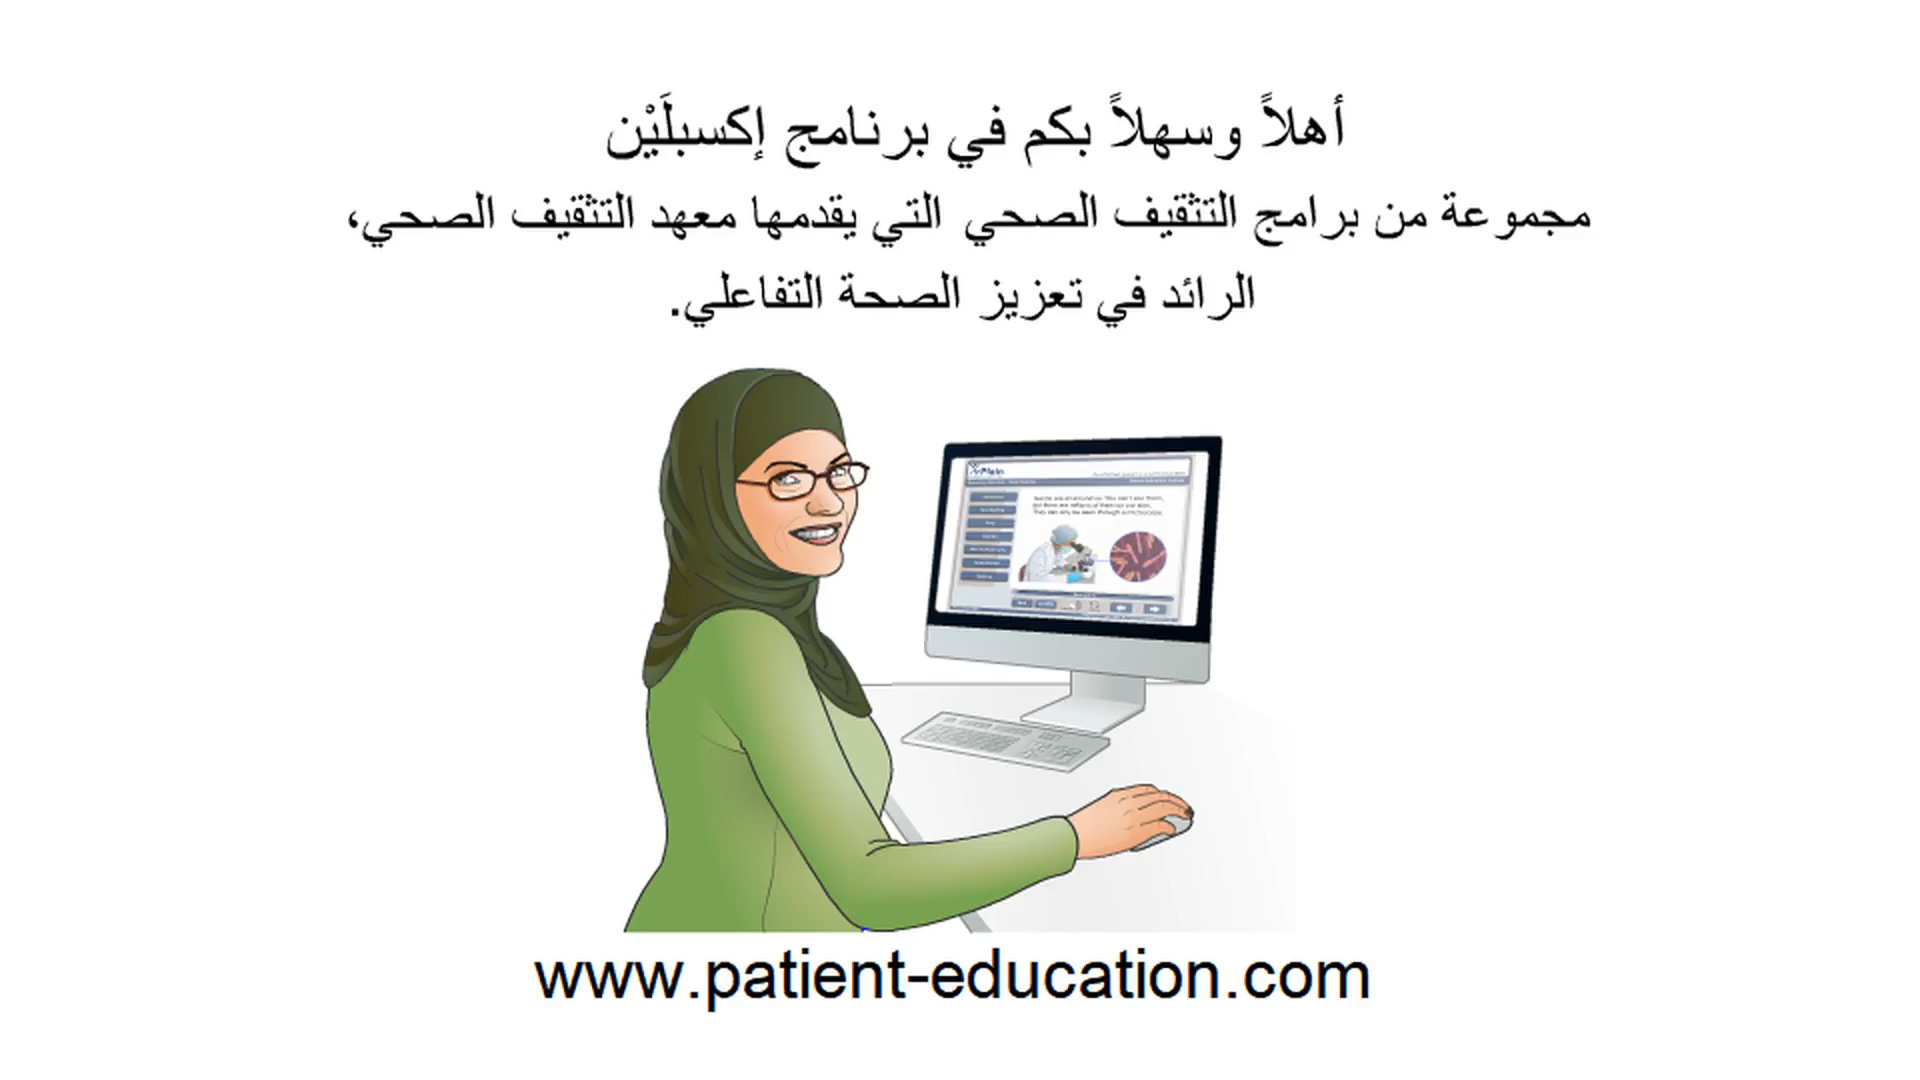 أهلاً وسهلاً بكم في برنامج إكسبلَيْن
مجموعة من برامج التثقيف الصحي التي يقدمها معهد التثقيف الصحي،
الرائد في تعزيز الصحة التفاعلي.
www.patient-education.com